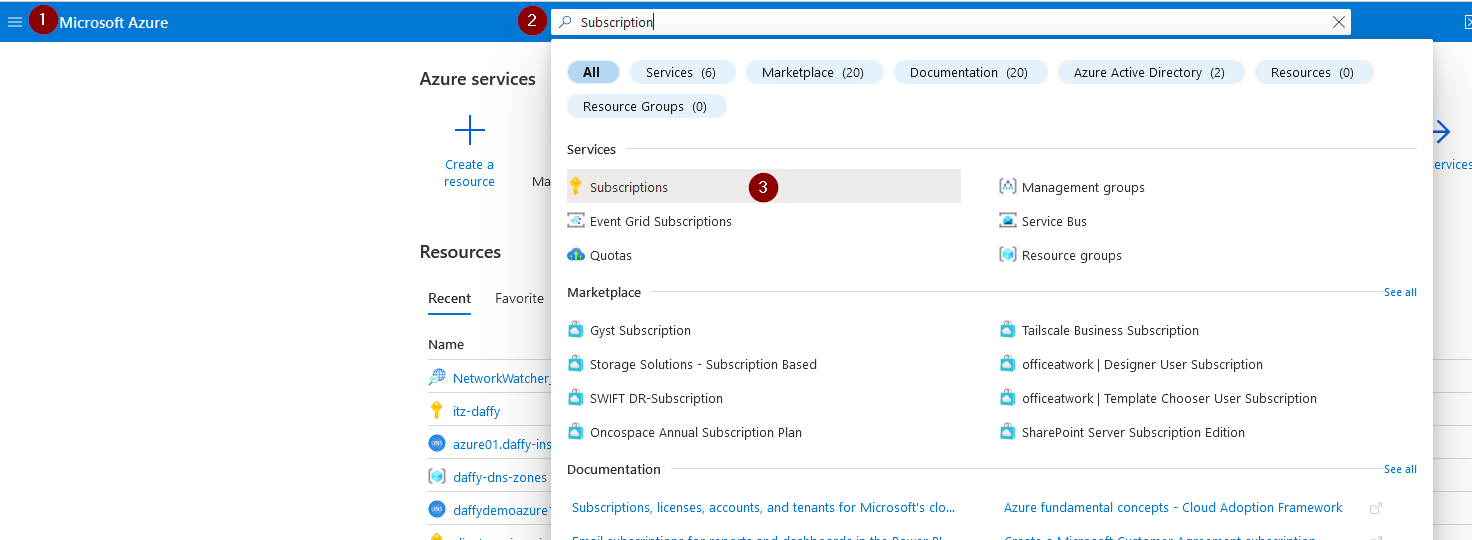 1 Microsoft Azure 2 Subscription
All Services (6) Marketplace (20) Documentation (20) Azure Active Directory (2) Resources (0)
Resource Groups (0)
Azure services
Services
Create a resource
Ma
ervices
Subscriptions 3 Management groups
Event Grid Subscriptions Service Bus
Quotas Resource groups
Resources
Marketplace See all
Recent Favorite
Gyst Subscription Tailscale Business Subscription
Name
Storage Solutions - Subscription Based officeatwork | Designer User Subscription
NetworkWatcher_
SWIFT DR-Subscription officeatwork | Template Chooser User Subscription
itz-daffy
Oncospace Annual Subscription Plan SharePoint Server Subscription Edition
DNS azure01.daffy-ins
Documentation See all
daffy-dns-zones
Subscriptions, licenses, accounts, and tenants for Microsoft's clo... Azure fundamental concepts - Cloud Adoption Framework
DNS daffydemoazure